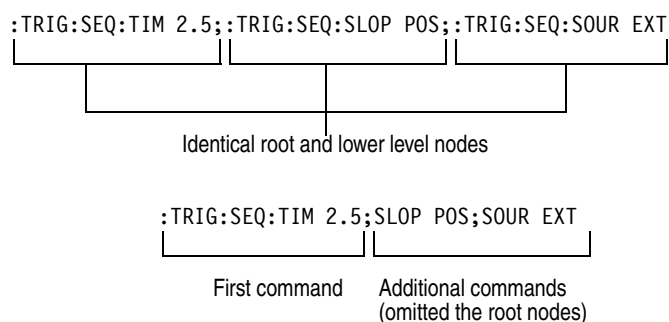 :TRIG:SEQ:TIM 2.5;:TRIG:SEQ:SLOP POS;:TRIG:SEQ:SOUR EXT
Identical root and lower level nodes
:TRIG:SEQ:TIM 2.5;SLOP POS;SOUR EXT
First command
Additional commands
(omitted the root nodes)